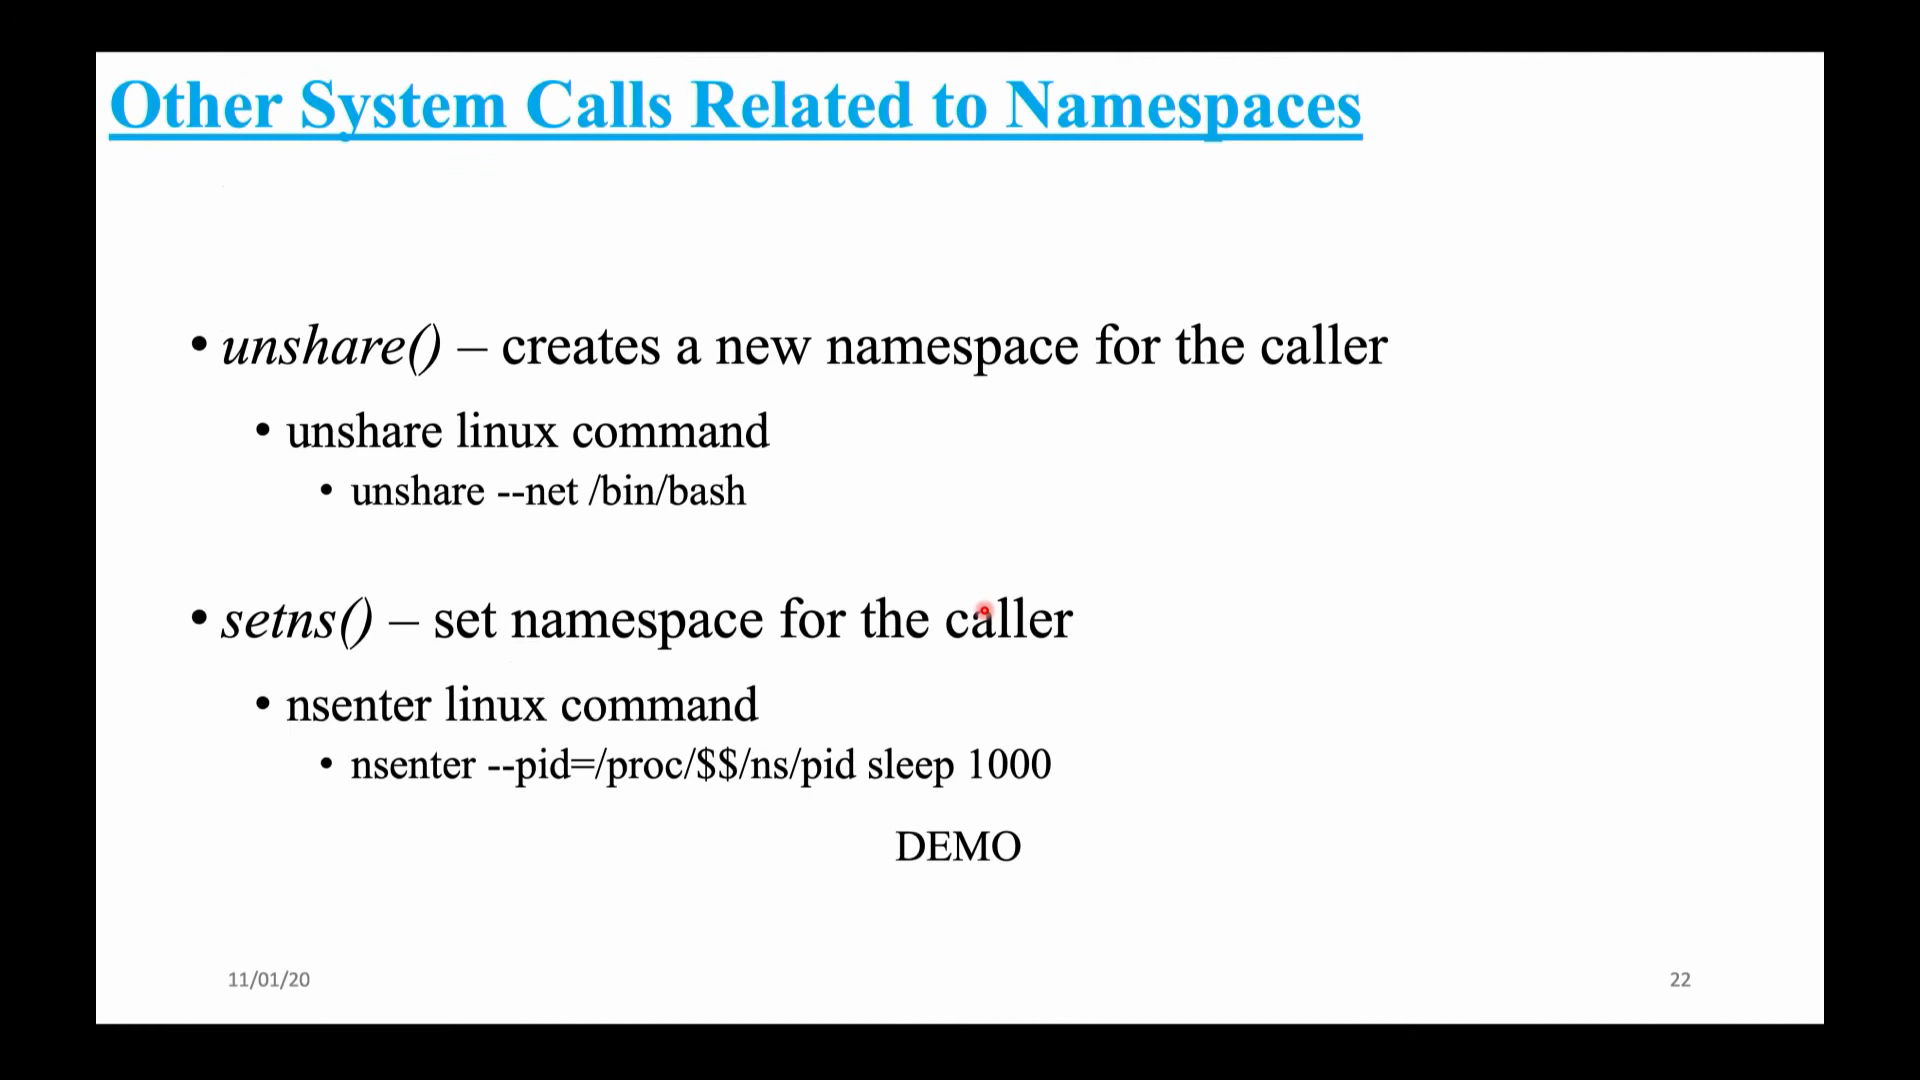 Other System Calls Related to Namespaces
• unshare() – creates a new namespace for the caller
• unshare linux command
• unshare --net /bin/bash
• setns() – set namespace for the caller
• nsenter linux command
• nsenter --pid=/proc/$$/ns/pid sleep 1000
DEMO
11/01/20
22